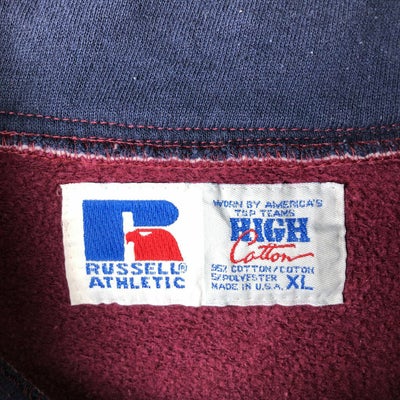 R
RUSSELL®
ATHLETIC
WORN BY AMERICA'S
TOP TEAMS
HIGH
Cotton
95% COTTON/COTON
5% POLYESTER
MADE IN U.S.A. XL